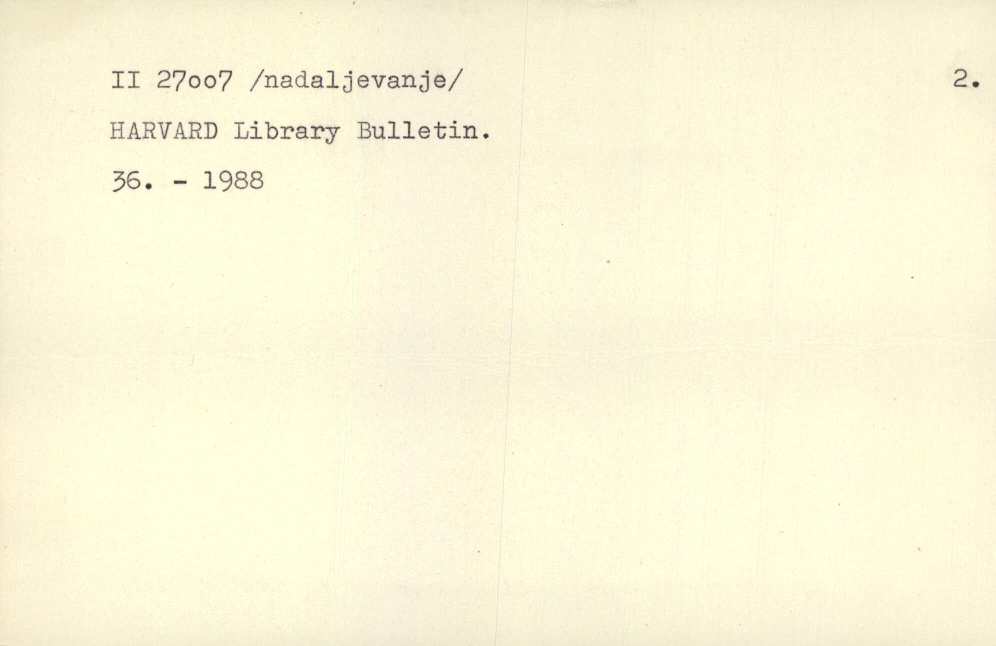 II 27oo7 /nadaljevanje/ 2.
HARVARD Library Bulletin.
36. - 1988